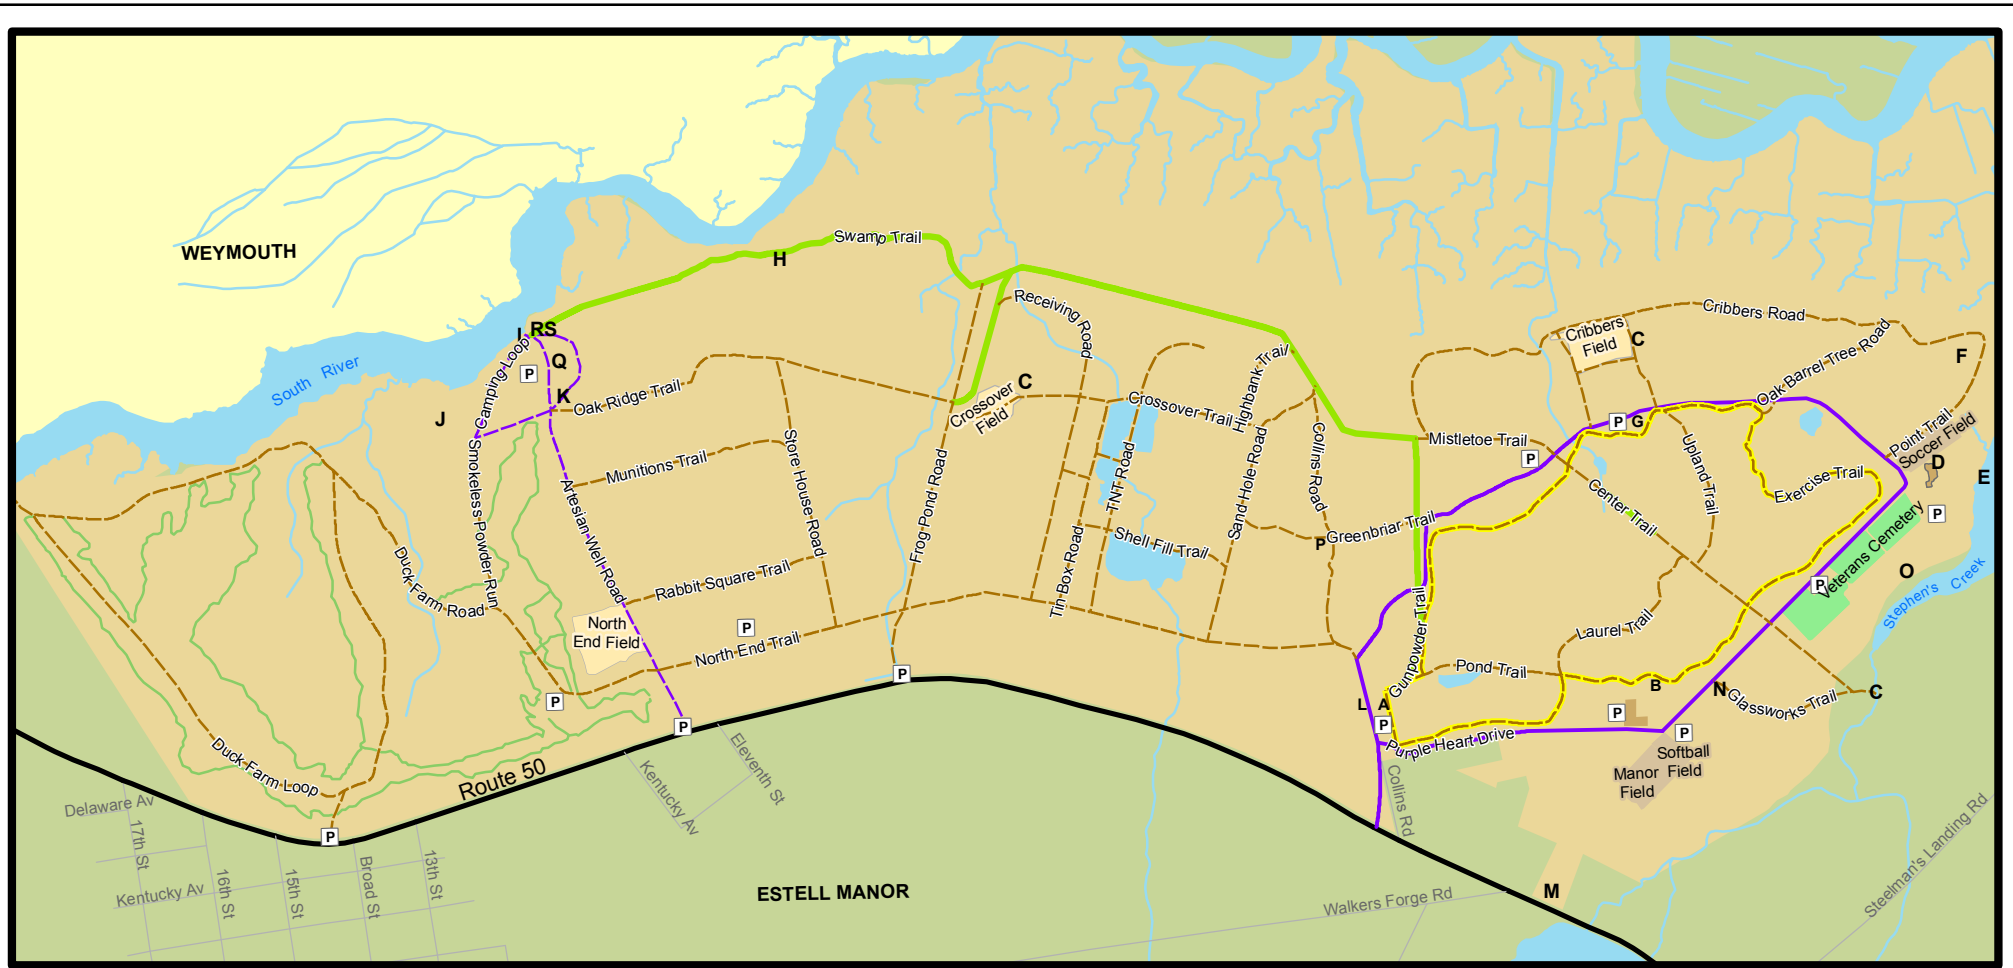 WEYMOUTH
South River
Swamp Trail
H
I
RS
Q
K
J
P
Camping Loop
Oak Ridge Trail
Receiving Road
Highbank Trail
Crossover Field
C
Crossover Trail
Cribbers Road
Cribbers
Field
C
Oak Barrel Tree Road
F
Mistletoe Trail
P
P
G
Point Trail
Soccer Field
D
E
P
Munitions Trail
Store House Road
Smokeless Powder Run
Artesian Well Road
Frog Pond Road
TNT Road
Sand Hole Road
Collins Road
Upland Trail
Exercise Trail
Center Trail
Greenbriar Trail
P
Shell Fill Trail
Tin Box Road
Duck Farm Road
Rabbit Square Trail
North
End Field
P
North End Trail
P
P
P
Gunpowder Trail
Pond Trail
Laurel Trail
Veterans Cemetery
P
O
Stephen's Creek
L
A
P
B
N
P
P
Glassworks Trail
C
Purple Heart Drive
Softball
Field
Manor
Field
Duck Farm Loop
P
Route 50
Delaware Av
17th St
Kentucky Av
16th St
15th St
Broad St
13th St
Kentucky Av
Eleventh St
Collins Rd
ESTELL MANOR
Walkers Forge Rd
M
Steelman's Landing Rd